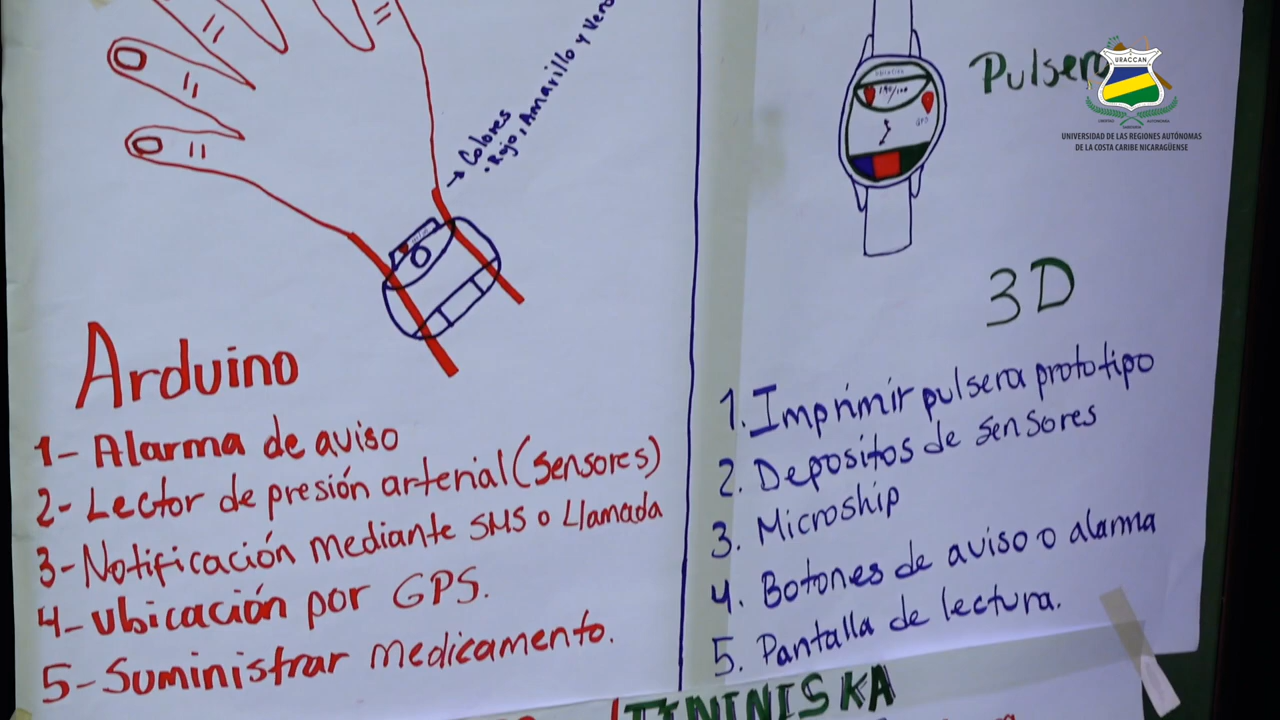 → Colores
. Rojo, Amarillo y Verd
Arduino
1- Alarma de aviso
2- Lector de presión arterial (sensores)
3- Notificación mediante SMS o Llamada
4- Ubicación por GPS.
5- Suministrar medicamento.
Pulsera
GPS
3D
1. Imprimir pulsera prototipo
2. Depositos de sensores
3. Microship
4. Botones de aviso o alarma
5. Pantalla de lectura.
TININISKA
URACCAN
UNIVERSIDAD DE LAS REGIONES AUTÓNOMAS
DE LA COSTA CARIBE NICARAGÜENSE